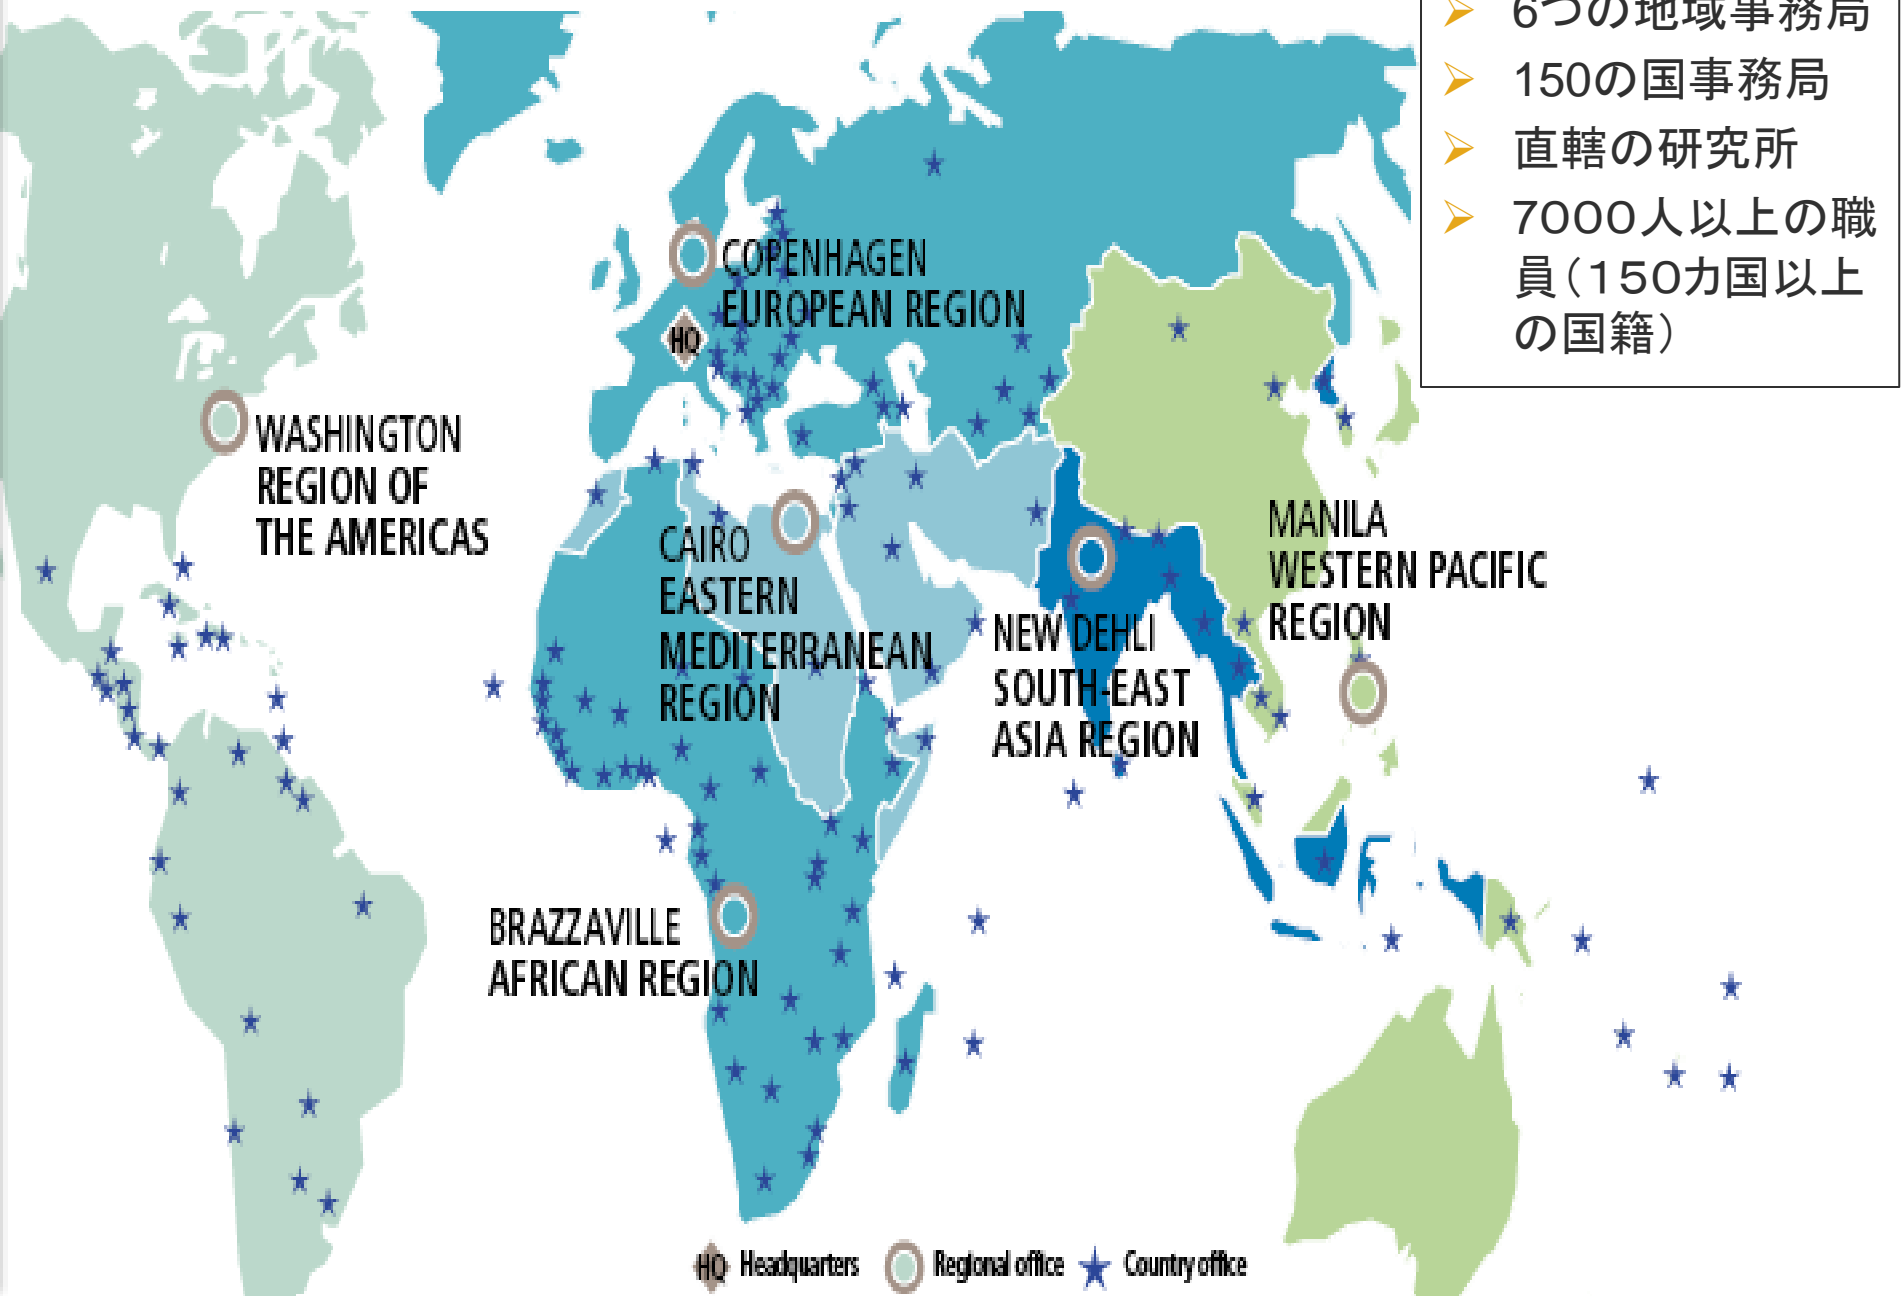 6つの地域事務局
150の国事務局
直轄の研究所
7000人以上の職
員（150カ国以上
の国籍）
COPENHAGEN
EUROPEAN REGION
HQ
WASHINGTON
REGION OF
THE AMERICAS
CAIRO
EASTERN
MEDITERRANEAN
REGION
NEW DEHLI
SOUTH-EAST
ASIA REGION
MANILA
WESTERN PACIFIC
REGION
BRAZZAVILLE
AFRICAN REGION
HQ Headquarters Regional office Country office